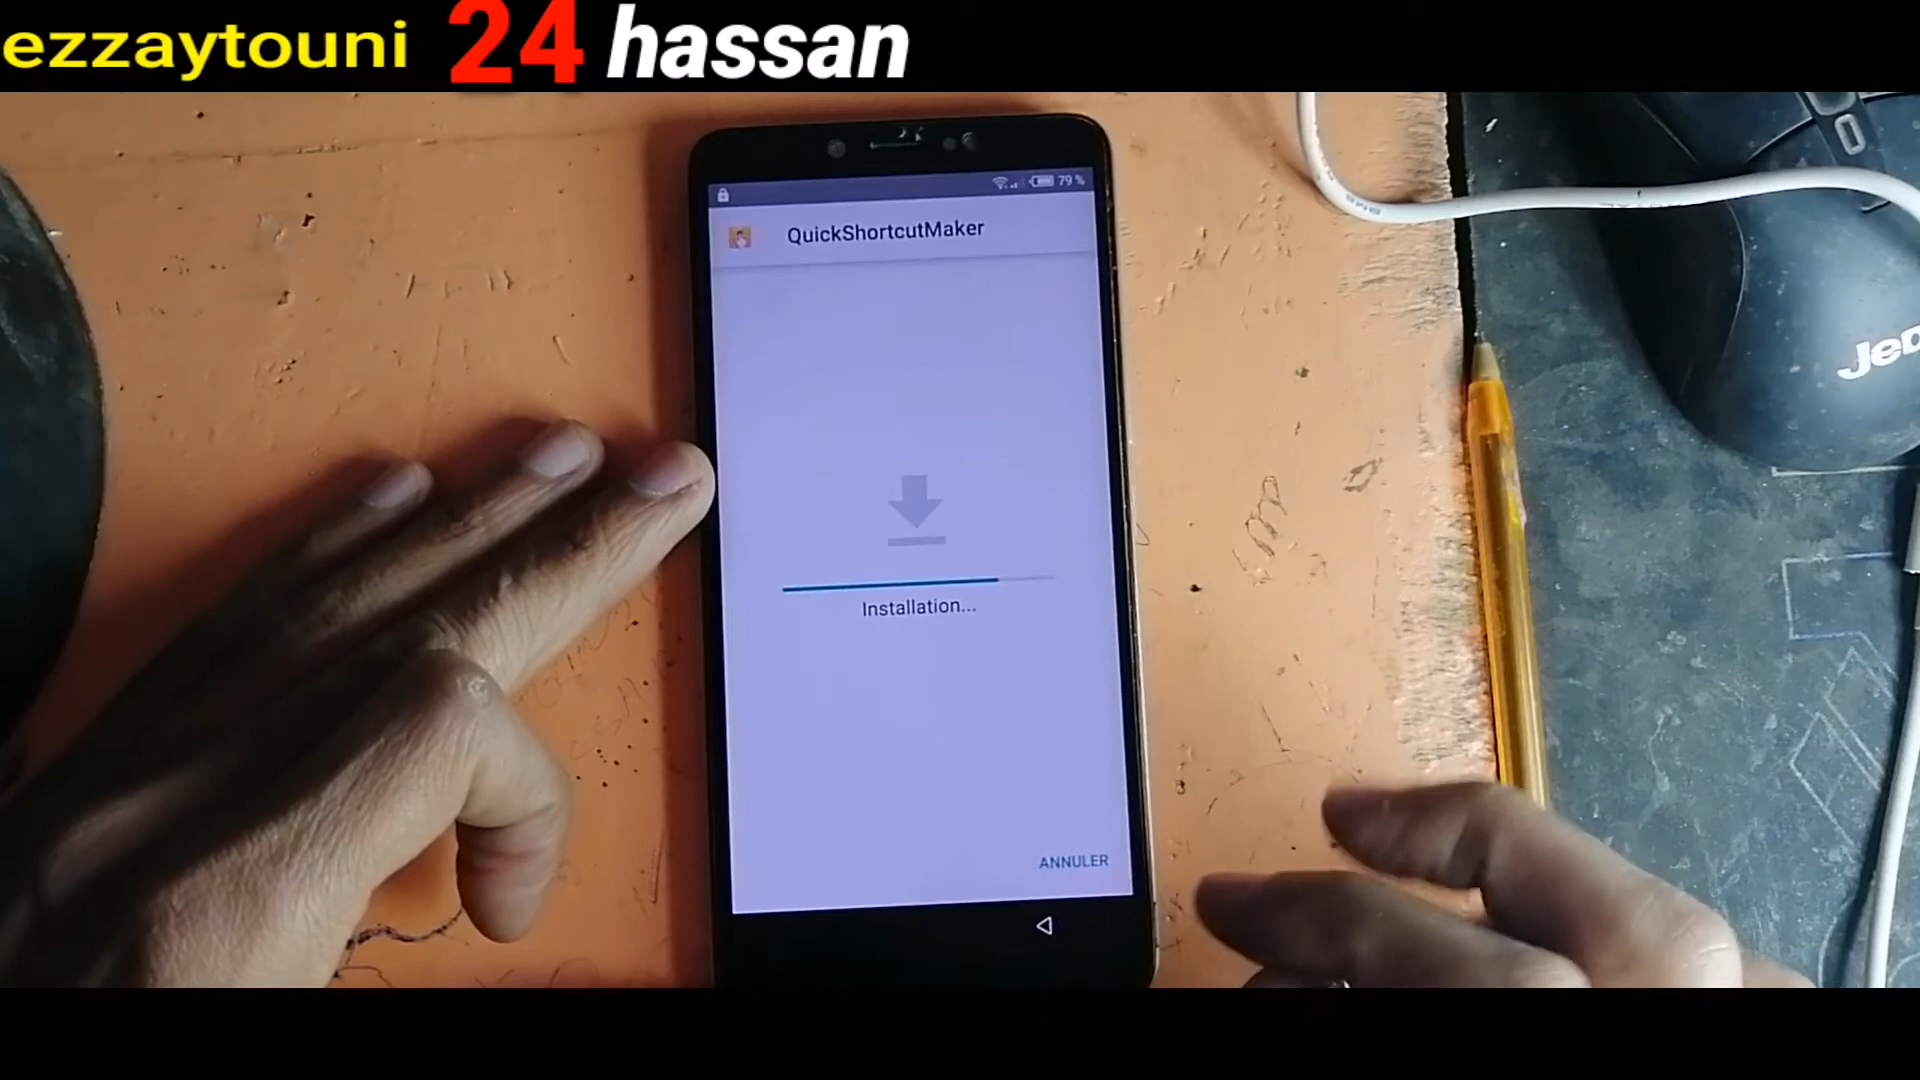 ezzaytouni 24 hassan
79 %
QuickShortcutMaker
Installation...
ANNULER